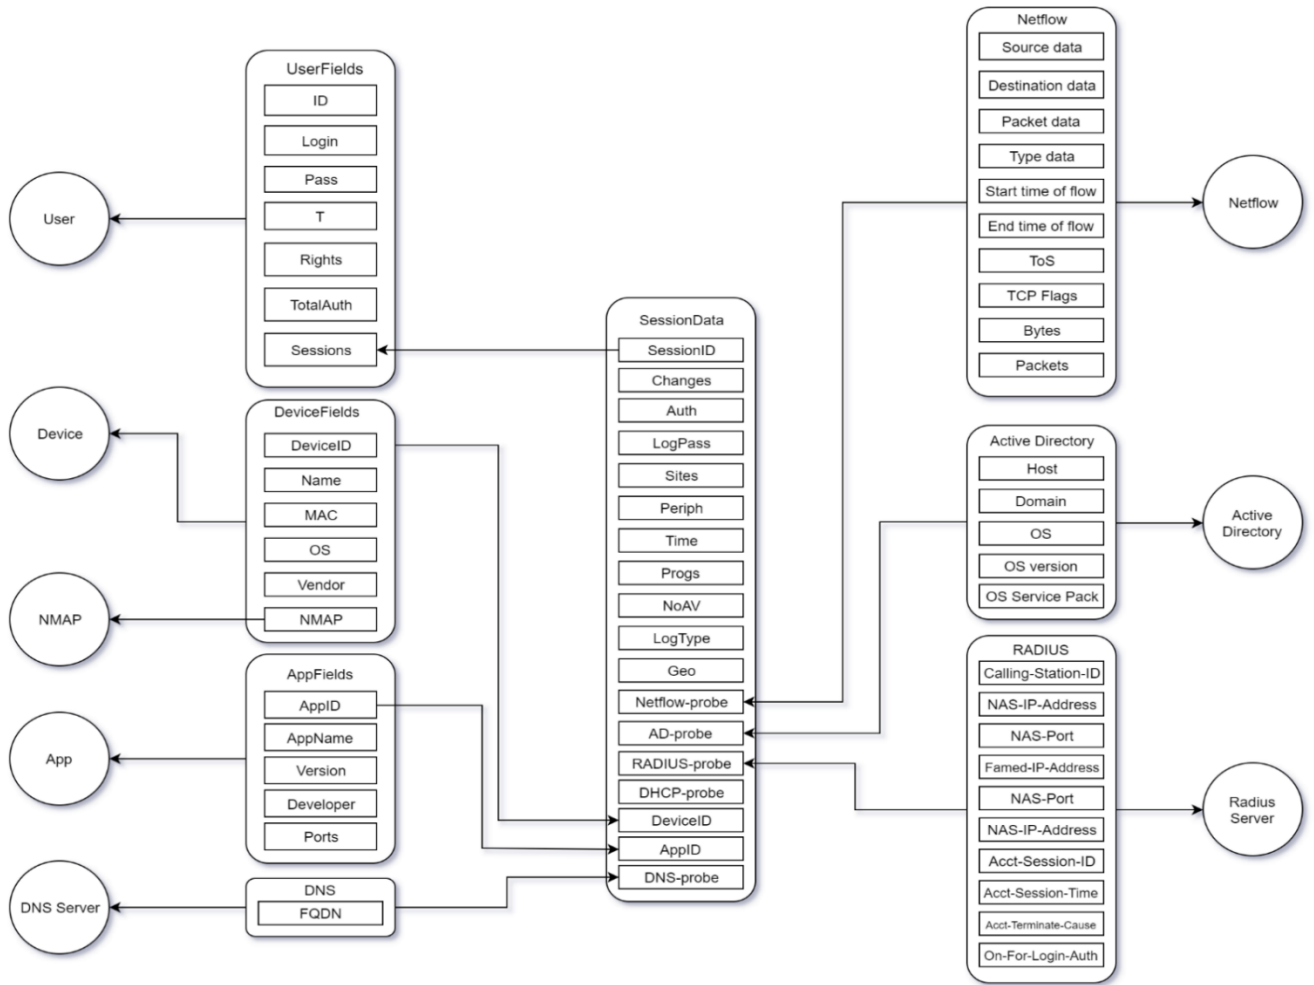 UserFields
ID
Login
Pass
T
Rights
TotalAuth
Sessions
User
DeviceFields
DeviceID
Name
MAC
OS
Vendor
NMAP
Device
NMAP
AppFields
AppID
AppName
Version
Developer
Ports
App
DNS
FQDN
DNS Server
SessionData
SessionID
Changes
Auth
LogPass
Sites
Periph
Time
Progs
NoAV
LogType
Geo
Netflow-probe
AD-probe
RADIUS-probe
DHCP-probe
DeviceID
AppID
DNS-probe
Netflow
Source data
Destination data
Packet data
Type data
Start time of flow
End time of flow
ToS
TCP Flags
Bytes
Packets
Netflow
Active Directory
Host
Domain
OS
OS version
OS Service Pack
Active
Directory
RADIUS
Calling-Station-ID
NAS-IP-Address
NAS-Port
Famed-IP-Address
NAS-Port
NAS-IP-Address
Acct-Session-ID
Acct-Session-Time
Acct-Terminate-Cause
On-For-Login-Auth
Radius
Server